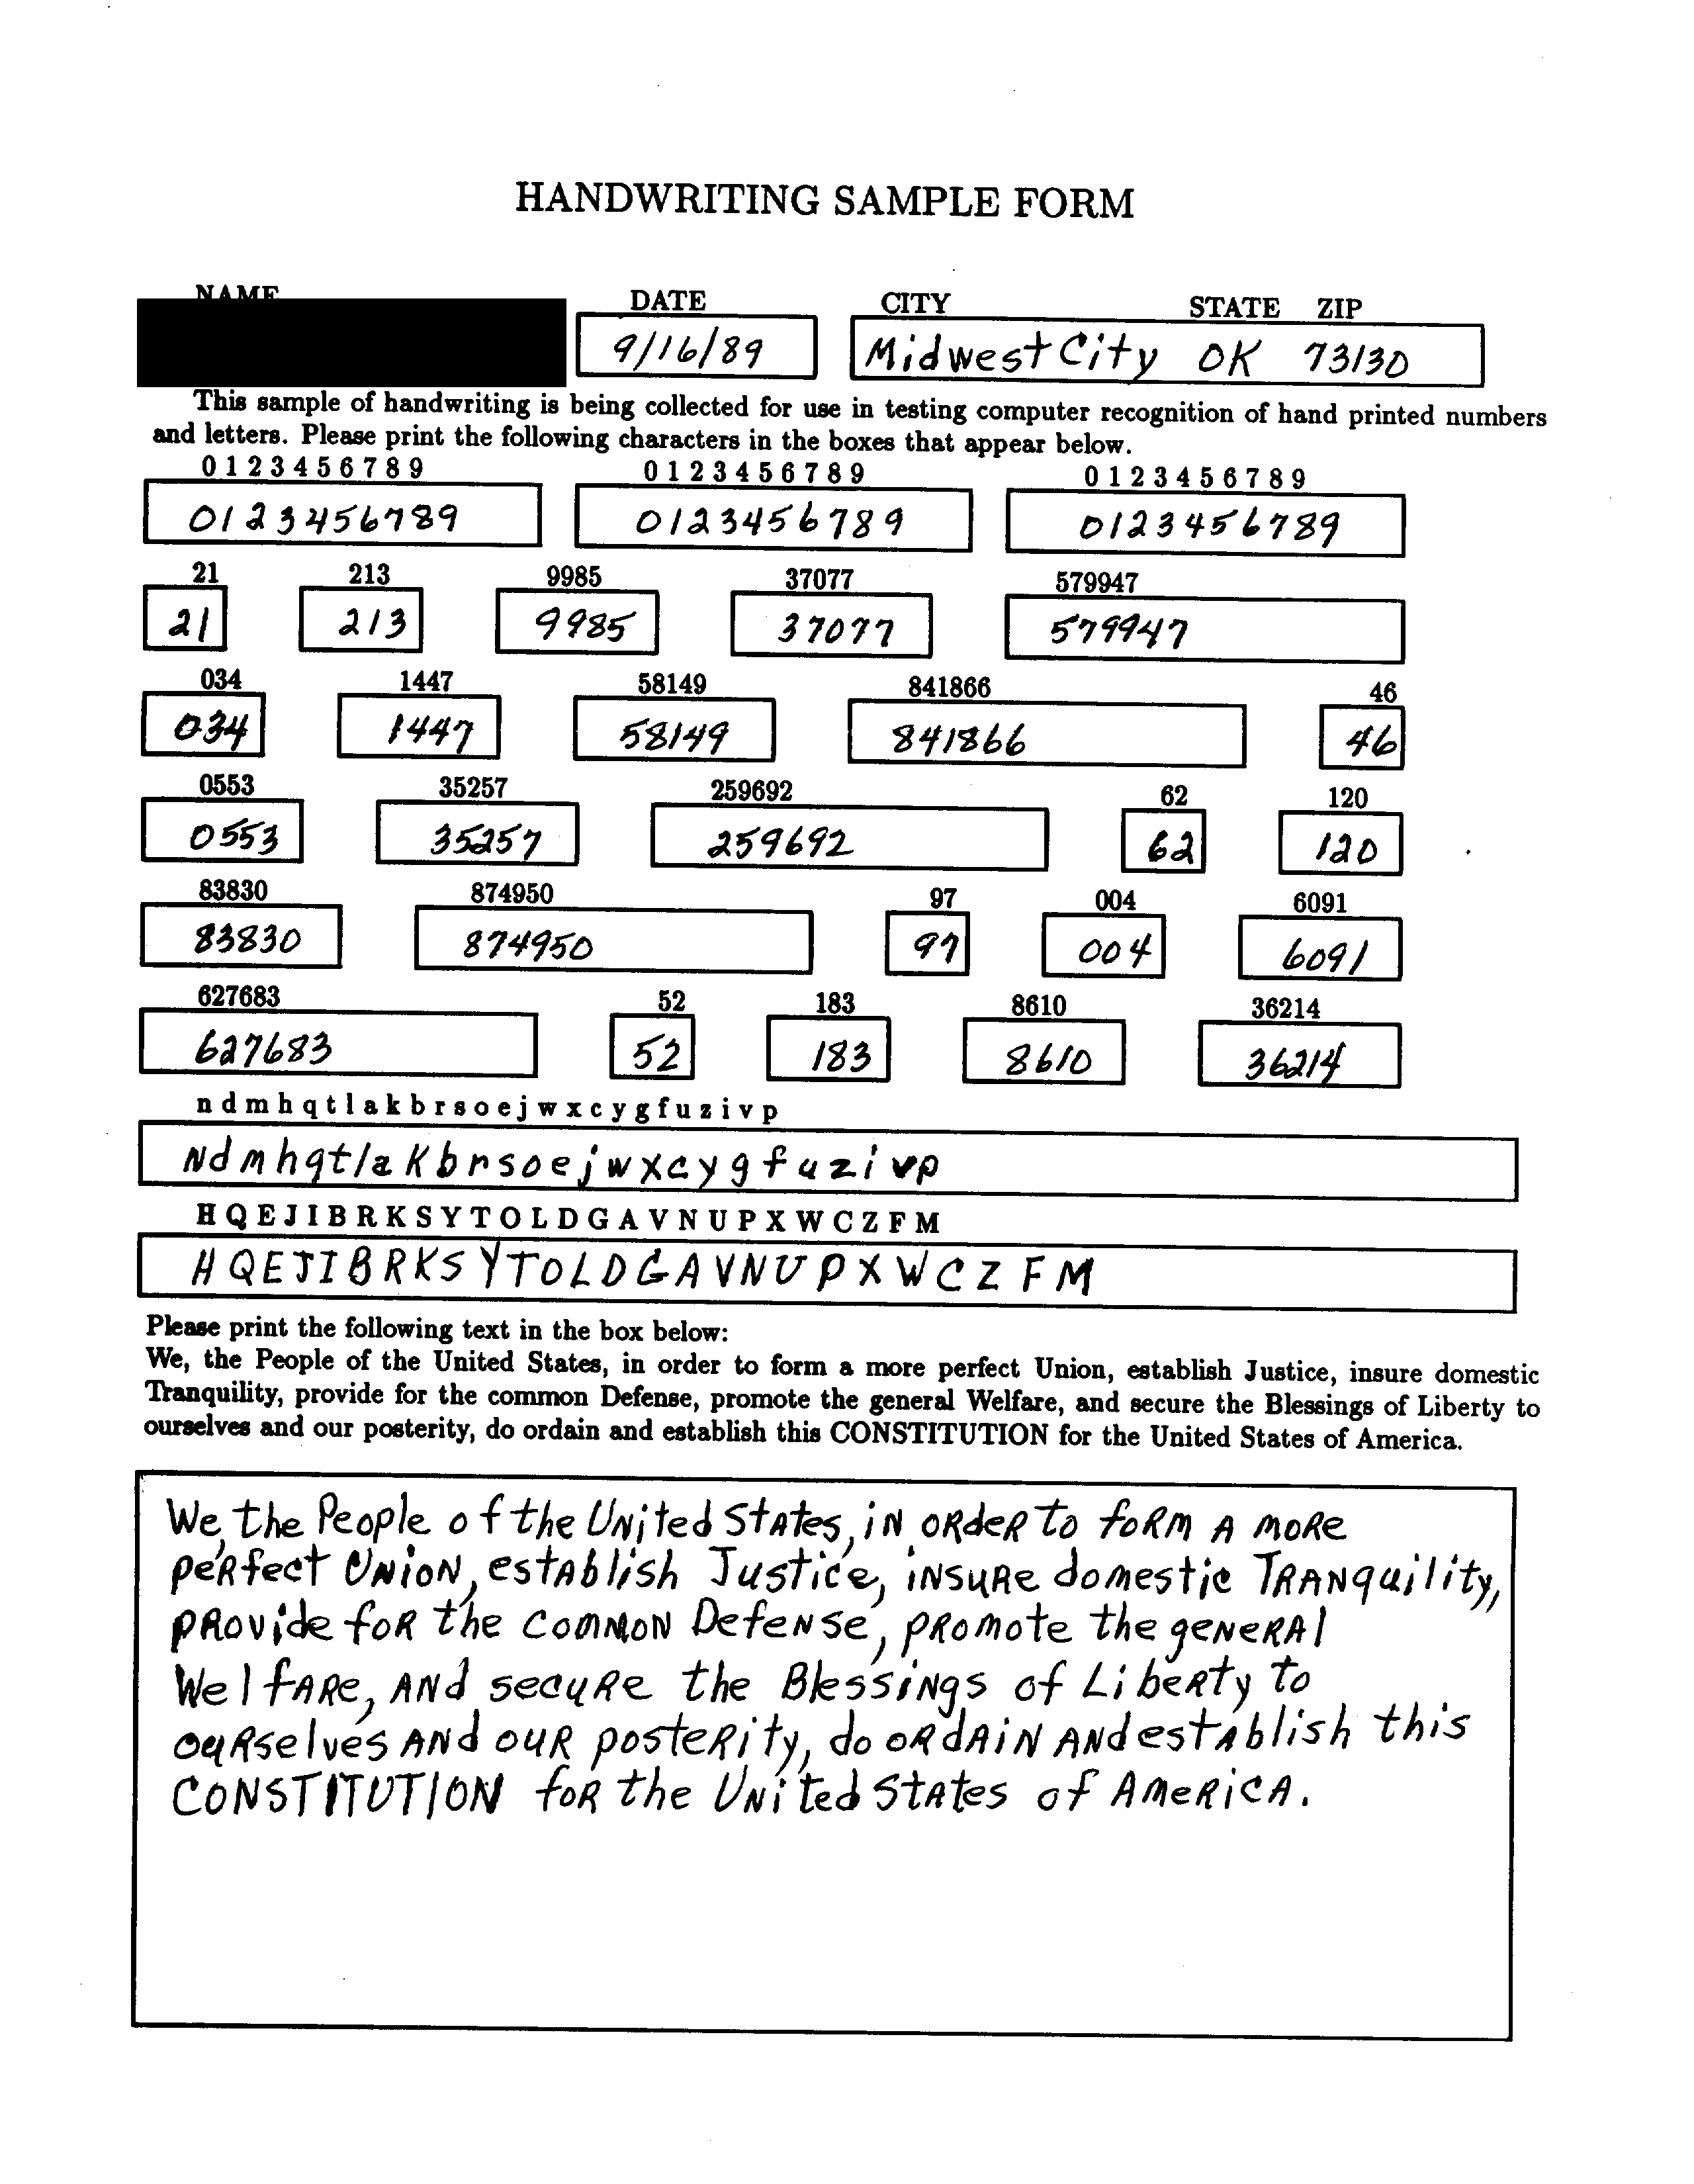 HANDWRITING SAMPLE FORM
NAME DATE CITY STATE ZIP
9/16/89 Midwest City OK 73130
This sample of handwriting is being collected for use in testing computer recognition of hand printed numbers
and letters. Please print the following characters in the boxes that appear below.
0 1 2 3 4 5 6 7 8 9 0 1 2 3 4 5 6 7 8 9 0 1 2 3 4 5 6 7 8 9
0123456789 0123456789 0123456789
21 213 9985 37077 579947
21 213 9985 37077 579947
034 1447 58149 841866 46
034 1447 58149 841866 46
0553 35257 259692 62 120
0553 35257 259692 62 120
83830 874950 97 004 6091
83830 874950 97 004 6091
627683 52 183 8610 36214
627683 52 183 8610 36214
n d m h q t l a k b r s o e j w x c y g f u z i v p
Ndmhqtlakbrsoejwxcygfuzivp
H Q E J I B R K S Y T O L D G A V N U P X W C Z F M
HQEJIBRKSYTOLDGAVNUPXWCZFM
Please print the following text in the box below:
We, the People of the United States, in order to form a more perfect Union, establish Justice, insure domestic
Tranquility, provide for the common Defense, promote the general Welfare, and secure the Blessings of Liberty to
ourselves and our posterity, do ordain and establish this CONSTITUTION for the United States of America.
We, the People of the UNited StAtes, iN ORdeR to foRM A MoRe
peRfect UNioN, estAblish Justice, iNSuRe domestic TRANquility,
pRovide foR the coMMoN DefeNse, pRoMote the geNeRAl
WelfARe, ANd secuRe the BlessiNgs of LibeRty to
ouRselves ANd ouR posteRity, do oRdAiN ANd estAblish this
CONSTITUTION foR the UNited StAtes of AMeRicA.